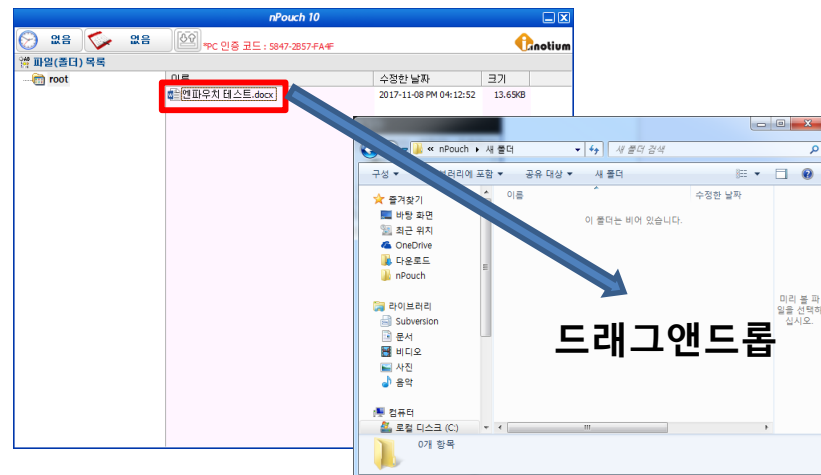 nPouch 10
없음
없음
*PC 인증 코드 : 5847-2B57-FA4F
inotium
파일(폴더) 목록
root
이름 수정한 날짜 크기
엔파우치 테스트.docx 2017-11-08 PM 04:12:52 13.65KB
« nPouch ▸ 새 폴더
새 폴더 검색
구성 포함 공유 대상 새 폴더
즐겨찾기
바탕 화면
최근 위치
OneDrive
다운로드
nPouch
라이브러리
Subversion
문서
비디오
사진
음악
컴퓨터
로컬 디스크 (C:)
이름 수정한 날짜
이 폴더는 비어 있습니다.
미리 볼 파
일을 선택하
십시오.
드래그앤드롭
0개 항목